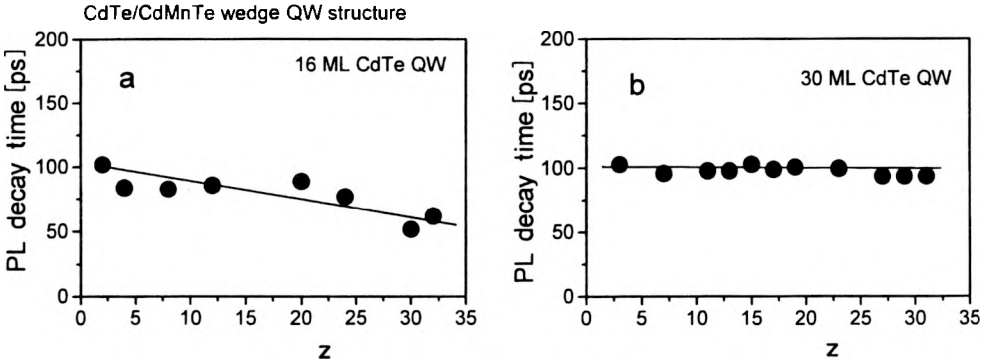 CdTe/CdMnTe wedge QW structure
200
150
100
50
0
0 5 10 15 20 25 30 35
PL decay time [ps]
z
a
16 ML CdTe QW
200
150
100
50
0
0 5 10 15 20 25 30 35
PL decay time [ps]
z
b
30 ML CdTe QW